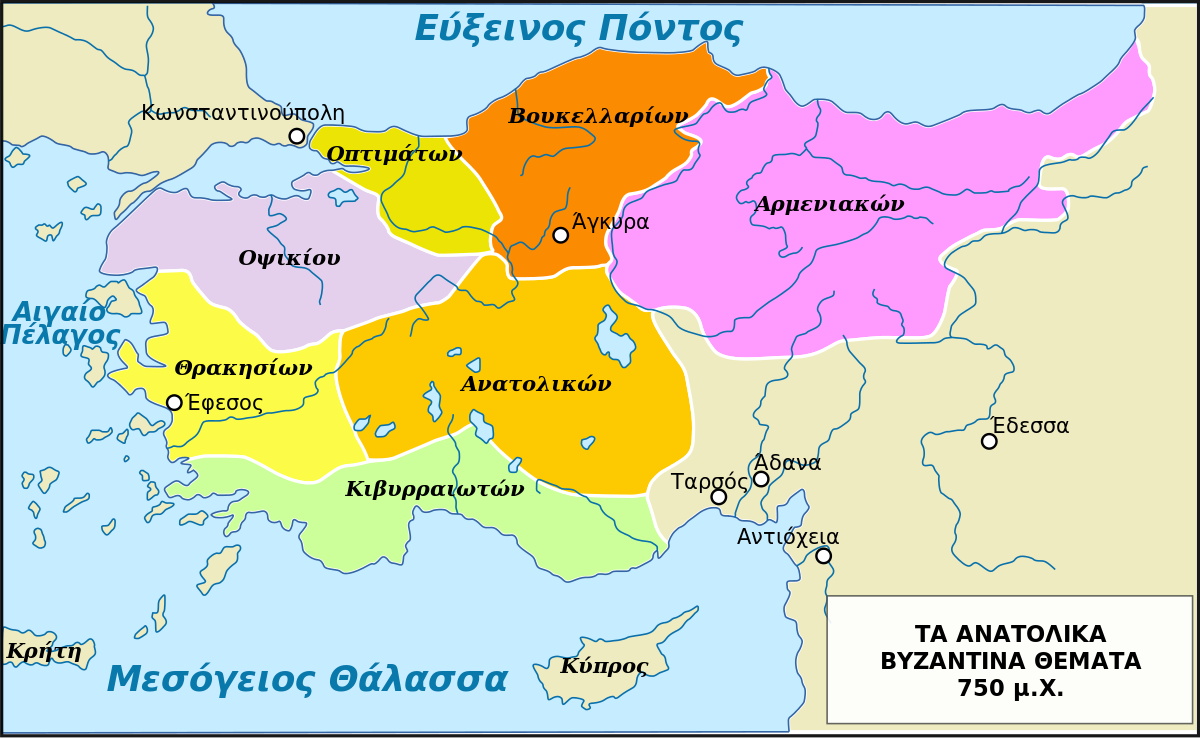 Εύξεινος Πόντος
Κωνσταντινούπολη
Βουκελλαρίων
Οπτιμάτων
Αρμενιακών
Άγκυρα
Οψικίου
Αιγαίο
Πέλαγος
Θρακησίων
Ανατολικών
Έφεσος
Έδεσσα
Άδανα
Ταρσός
Κιβυρραιωτών
Αντιόχεια
Κρήτη
Κύπρος
Μεσόγειος Θάλασσα
ΤΑ ΑΝΑΤΟΛΙΚΑ
ΒΥΖΑΝΤΙΝΑ ΘΕΜΑΤΑ
750 μ.Χ.